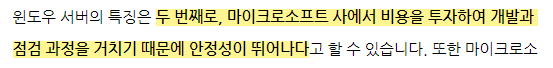 윈도우 서버의 특징은 두 번째로, 마이크로소프트 사에서 비용을 투자하여 개발과
점검 과정을 거치기 때문에 안정성이 뛰어나다고 할 수 있습니다. 또한 마이크로소